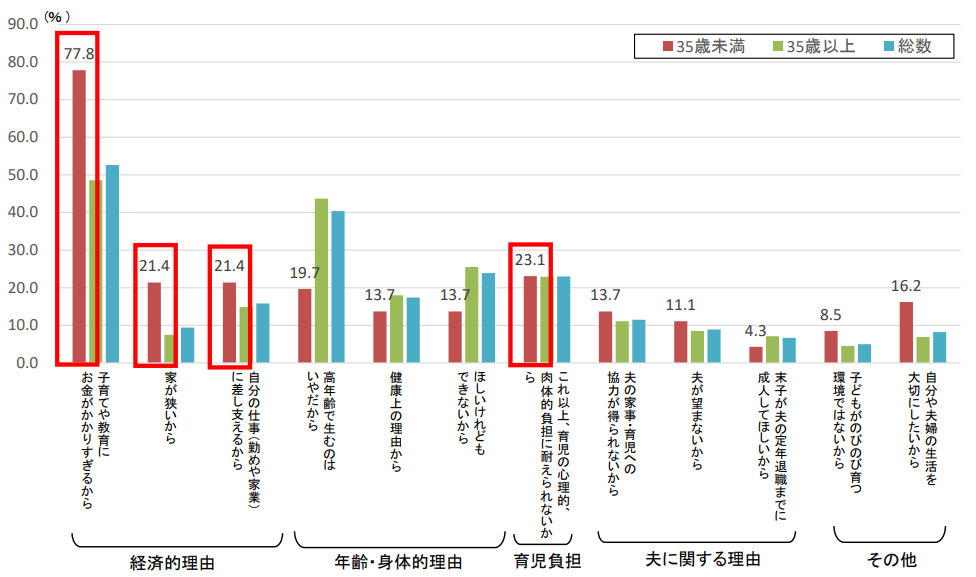 (%)
90.0
80.0
70.0
60.0
50.0
40.0
30.0
20.0
10.0
0.0
35歳未満
35歳以上
総数
77.8
21.4
21.4
19.7
13.7
13.7
23.1
13.7
11.1
4.3
8.5
16.2
子育てや教育に
お金がかかりすぎるから
家が狭いから
自分の仕事(勤めや家業)
に差し支えるから
高年齢で生むのは
いやだから
健康上の理由から
ほしいけれども
できないから
これ以上、育児の心理的、
肉体的負担に耐えられないか
ら
夫の家事・育児への
協力が得られないから
夫が望まないから
末子が夫の定年退職までに
成人してほしいから
子どもがのびのび育つ
環境ではないから
自分や夫婦の生活を
大切にしたいから
経済的理由
年齢・身体的理由
育児負担
夫に関する理由
その他